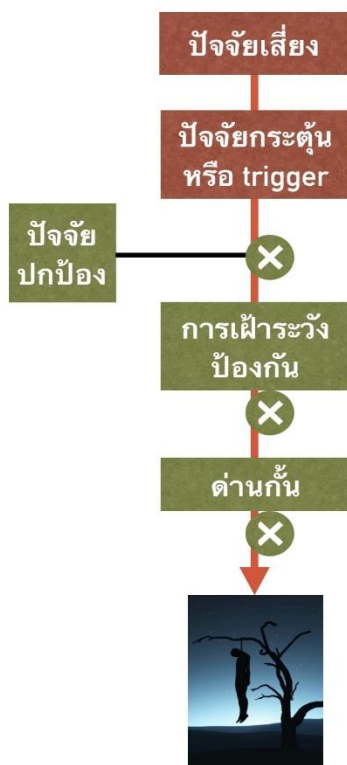 ปัจจัยเสี่ยง
ปัจจัยกระตุ้น
หรือ trigger
ปัจจัย
ปกป้อง
การเฝ้าระวัง
ป้องกัน
ด่านกั้น